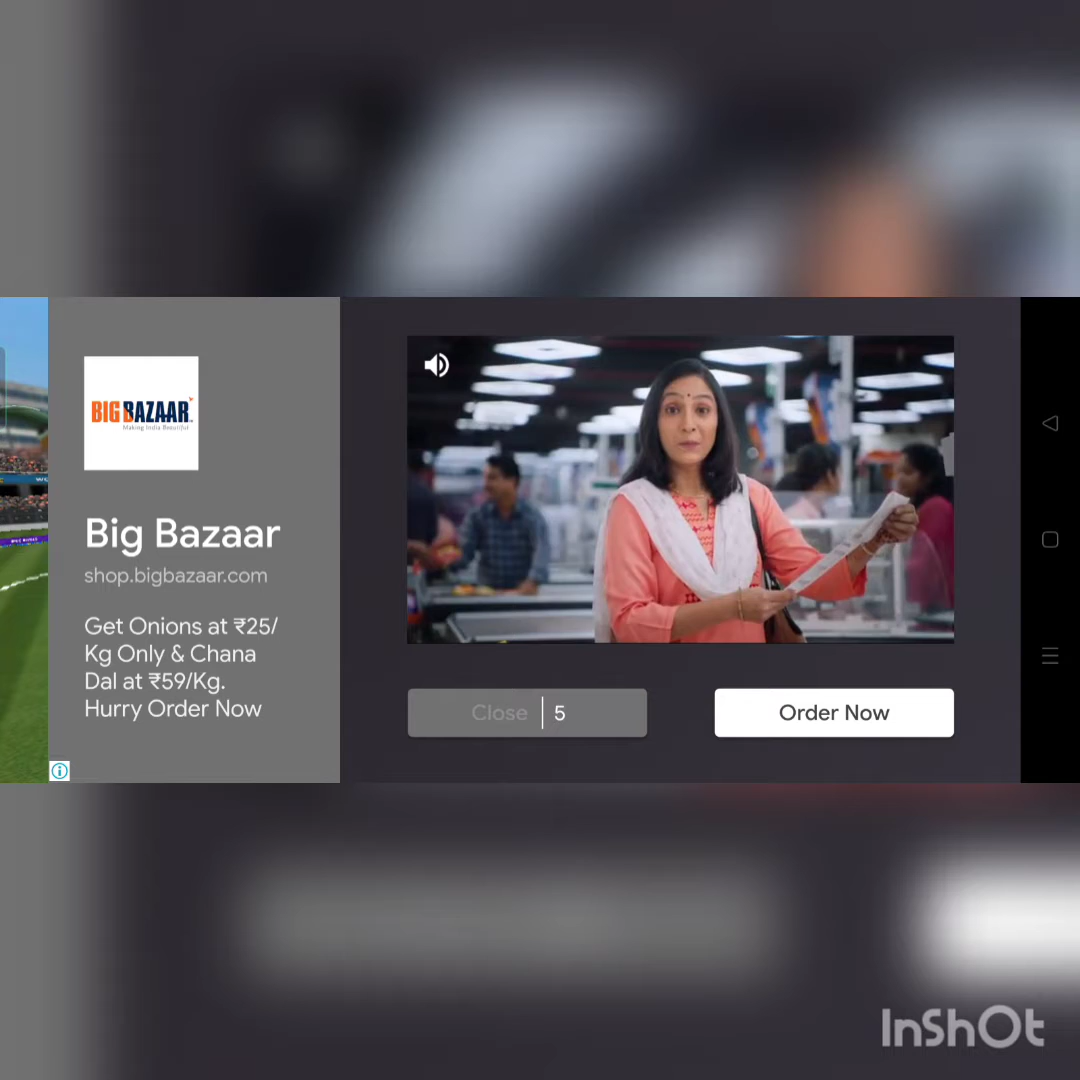 BIG BAZAAR
Making India Beautiful
Big Bazaar
shop.bigbazaar.com
Get Onions at ₹25/
Kg Only & Chana
Dal at ₹59/Kg.
Hurry Order Now
Close 5
Order Now
InShOt